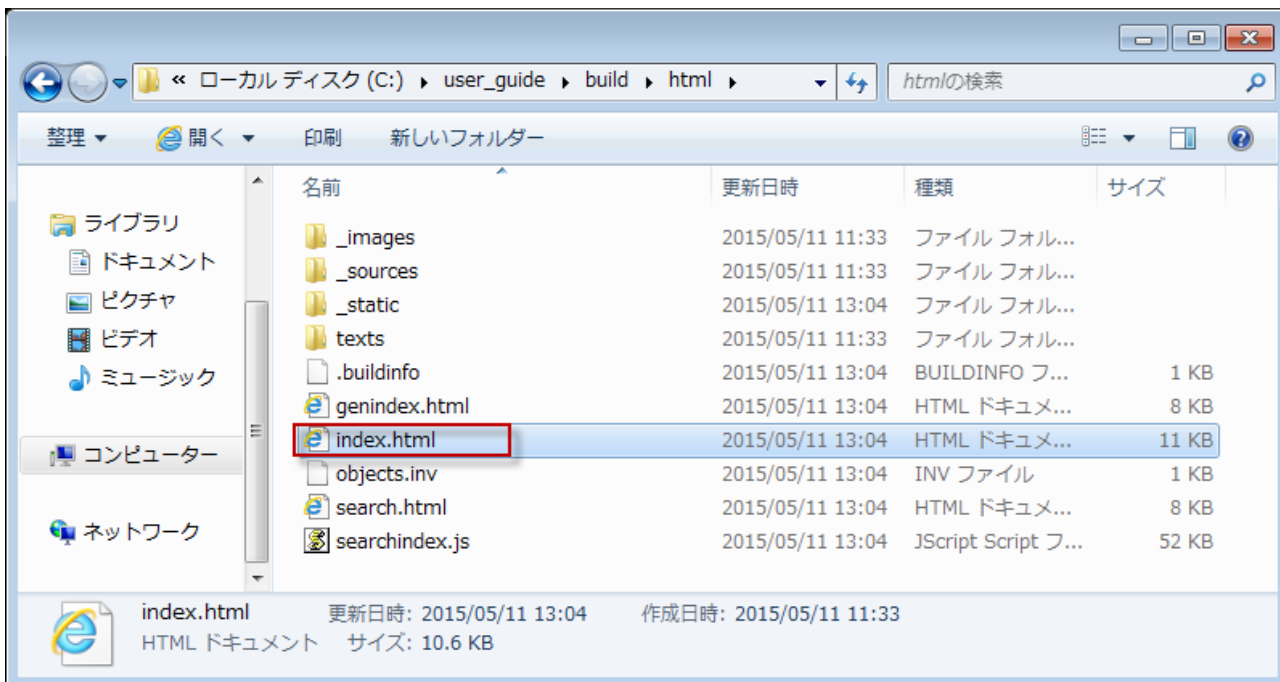 « ローカル ディスク (C:) ▸ user_guide ▸ build ▸ html ▸ htmlの検索
整理 ▼ 開く ▼ 印刷 新しいフォルダー
名前 更新日時 種類 サイズ
ライブラリ
ドキュメント
ピクチャ
ビデオ
ミュージック
コンピューター
ネットワーク
_images 2015/05/11 11:33 ファイル フォル...
_sources 2015/05/11 11:33 ファイル フォル...
_static 2015/05/11 13:04 ファイル フォル...
texts 2015/05/11 11:33 ファイル フォル...
.buildinfo 2015/05/11 13:04 BUILDINFO フ... 1 KB
genindex.html 2015/05/11 13:04 HTML ドキュメ... 8 KB
index.html 2015/05/11 13:04 HTML ドキュメ... 11 KB
objects.inv 2015/05/11 13:04 INV ファイル 1 KB
search.html 2015/05/11 13:04 HTML ドキュメ... 8 KB
searchindex.js 2015/05/11 13:04 JScript Script フ... 52 KB
index.html 更新日時: 2015/05/11 13:04 作成日時: 2015/05/11 11:33
HTML ドキュメント サイズ: 10.6 KB